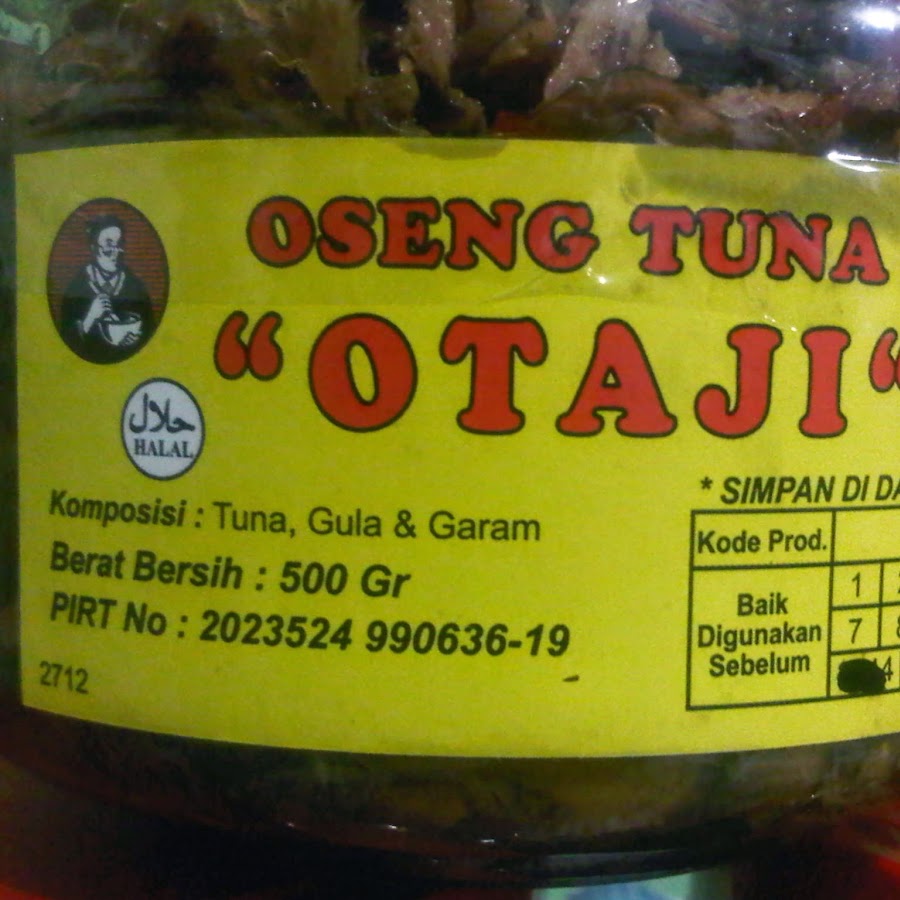 OSENG TUNA
"OTAJI"
حلال
HALAL
Komposisi : Tuna, Gula & Garam
Berat Bersih : 500 Gr
PIRT No : 2023524 990636-19
2712
* SIMPAN DI DA
Kode Prod.
Baik Digunakan Sebelum
1
7